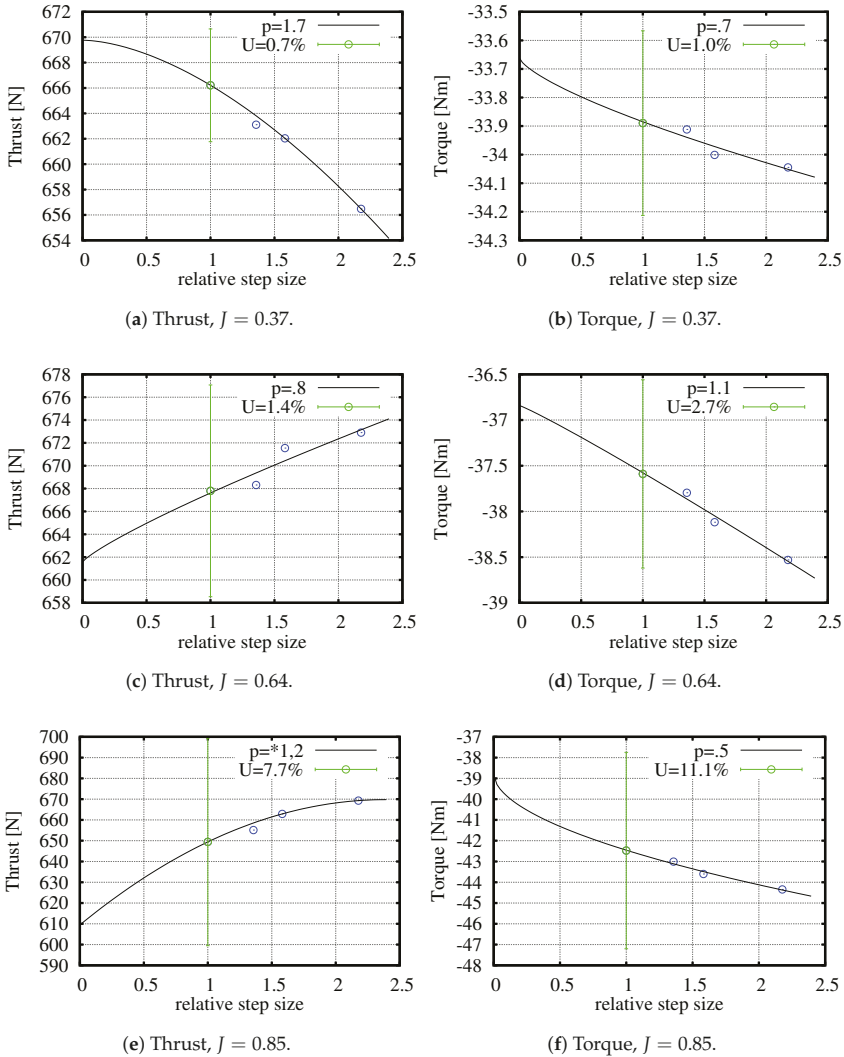 672
670
668
666
664
662
660
658
656
654
Thrust [N]
p=1.7
U=0.7%
0 0.5 1 1.5 2 2.5
relative step size
(a) Thrust, J = 0.37.
-33.5
-33.6
-33.7
-33.8
-33.9
-34
-34.1
-34.2
-34.3
Torque [Nm]
p=.7
U=1.0%
0 0.5 1 1.5 2 2.5
relative step size
(b) Torque, J = 0.37.
678
676
674
672
670
668
666
664
662
660
658
Thrust [N]
p=.8
U=1.4%
0 0.5 1 1.5 2 2.5
relative step size
(c) Thrust, J = 0.64.
-36.5
-37
-37.5
-38
-38.5
-39
Torque [Nm]
p=1.1
U=2.7%
0 0.5 1 1.5 2 2.5
relative step size
(d) Torque, J = 0.64.
700
690
680
670
660
650
640
630
620
610
600
590
Thrust [N]
p=*1,2
U=7.7%
0 0.5 1 1.5 2 2.5
relative step size
(e) Thrust, J = 0.85.
-37
-38
-39
-40
-41
-42
-43
-44
-45
-46
-47
-48
Torque [Nm]
p=.5
U=11.1%
0 0.5 1 1.5 2 2.5
relative step size
(f) Torque, J = 0.85.